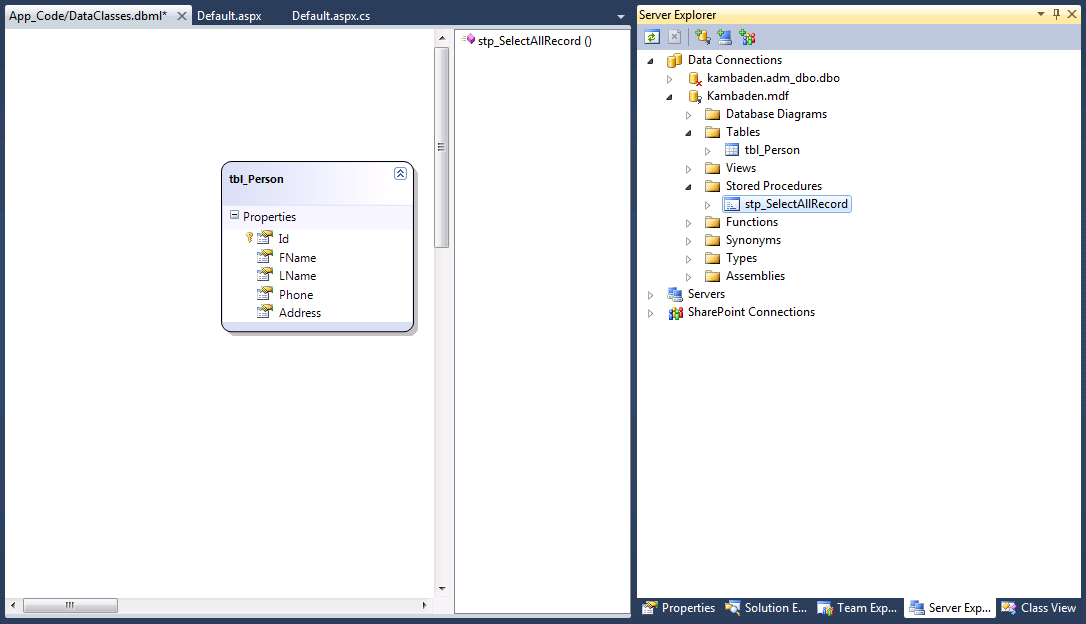 App_Code/DataClasses.dbml*
Default.aspx
Default.aspx.cs
stp_SelectAllRecord ()
tbl_Person
Properties
Id
FName
LName
Phone
Address
Server Explorer
Data Connections
kambaden.adm_dbo.dbo
Kambaden.mdf
Database Diagrams
Tables
tbl_Person
Views
Stored Procedures
stp_SelectAllRecord
Functions
Synonyms
Types
Assemblies
Servers
SharePoint Connections
Properties
Solution E...
Team Exp...
Server Exp...
Class View